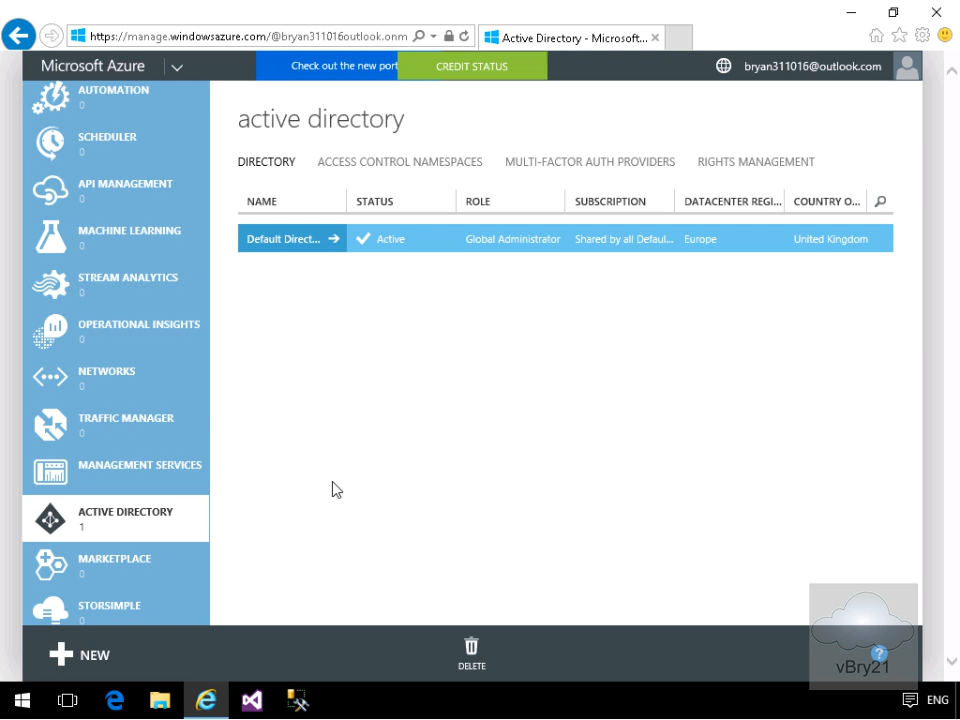 https://manage.windowsazure.com/@bryan311016outlook.onm
Active Directory - Microsoft...
Microsoft Azure
Check out the new port
CREDIT STATUS
bryan311016@outlook.com
AUTOMATION
0
SCHEDULER
0
API MANAGEMENT
0
MACHINE LEARNING
0
STREAM ANALYTICS
0
OPERATIONAL INSIGHTS
0
NETWORKS
0
TRAFFIC MANAGER
0
MANAGEMENT SERVICES
ACTIVE DIRECTORY
1
MARKETPLACE
0
STORSIMPLE
0
active directory
DIRECTORY ACCESS CONTROL NAMESPACES MULTI-FACTOR AUTH PROVIDERS RIGHTS MANAGEMENT
NAME STATUS ROLE SUBSCRIPTION DATACENTER REGI... COUNTRY O...
Default Direct... Active Global Administrator Shared by all Defaul... Europe United Kingdom
NEW
DELETE
?
vBry21
ENG